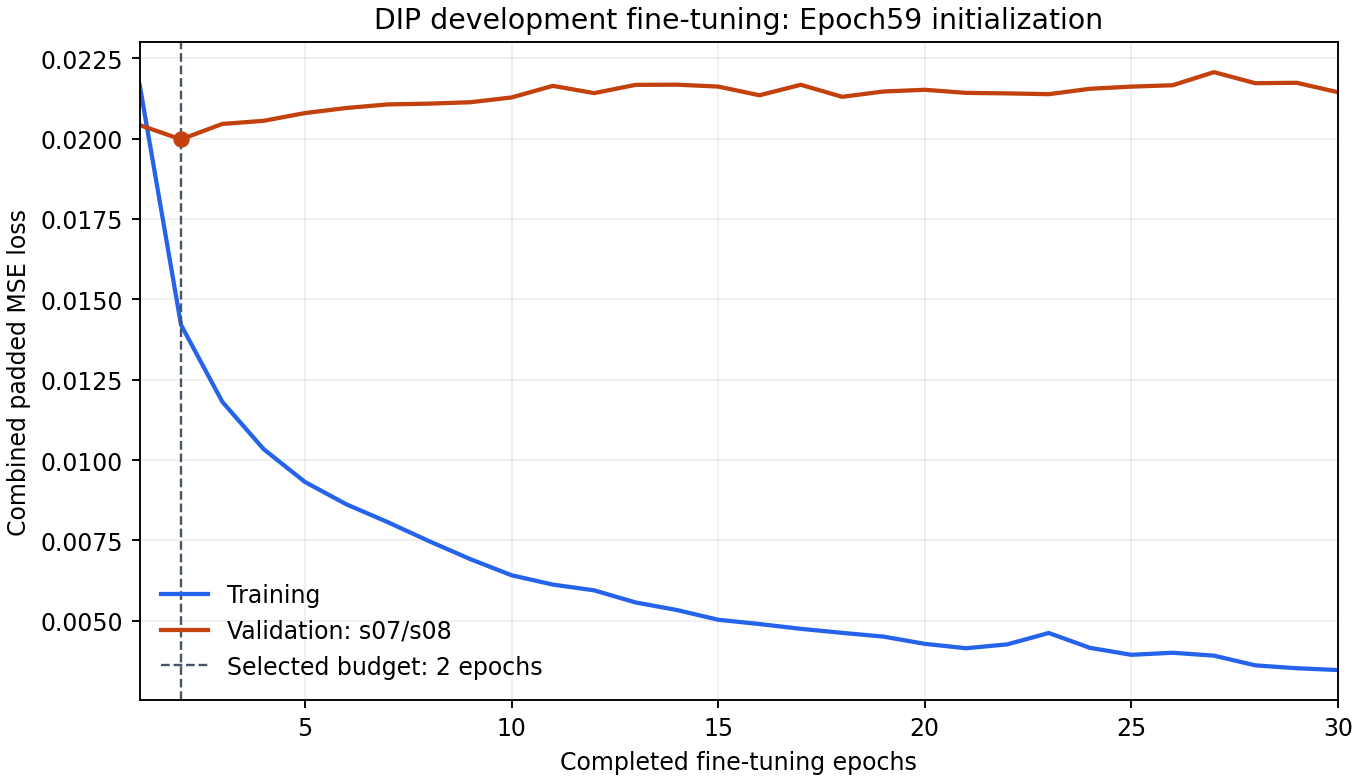 DIP development fine-tuning: Epoch59 initialization
Combined padded MSE loss
0.0225
0.0200
0.0175
0.0150
0.0125
0.0100
0.0075
0.0050
Training
Validation: s07/s08
Selected budget: 2 epochs
5
10
15
20
25
30
Completed fine-tuning epochs